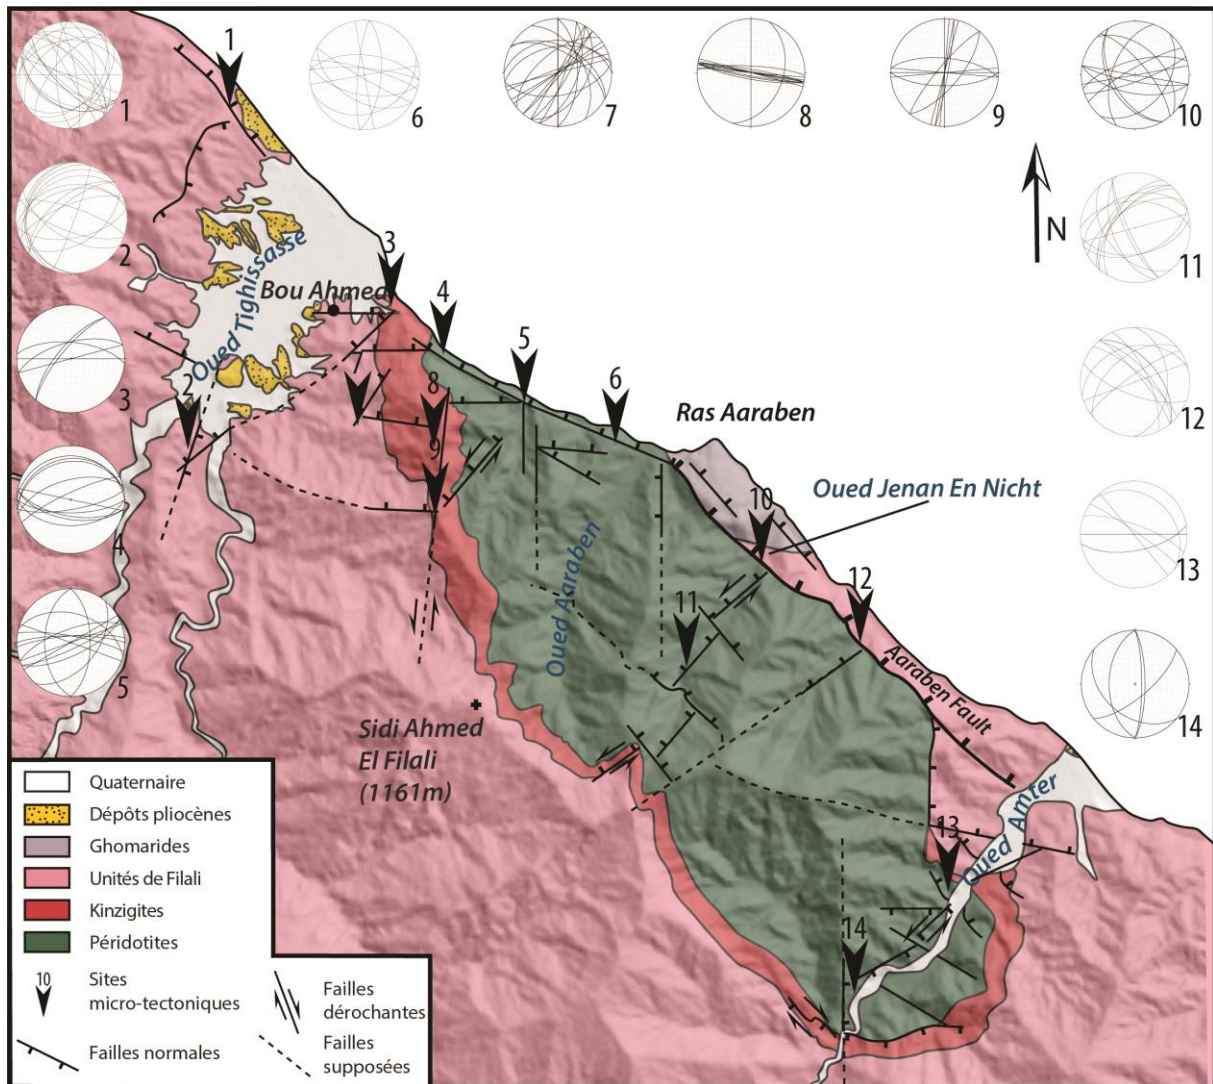 1
6
7
8
9
10
1
2
3
4
5
11
12
13
14
N
1
3
4
5
6
2
8
9
10
11
12
13
14
Oued Tighissasse
Bou Ahmed
Ras Aaraben
Oued Jenan En Nicht
Oued Aaraben
Aaraben Fault
Sidi Ahmed
El Filali
(1161m)
Oued Amter
Quaternaire
Dépôts pliocènes
Ghomarides
Unités de Filali
Kinzigites
Péridotites
10
Sites
micro-tectoniques
Failles normales
Failles
dérochantes
Failles
supposées